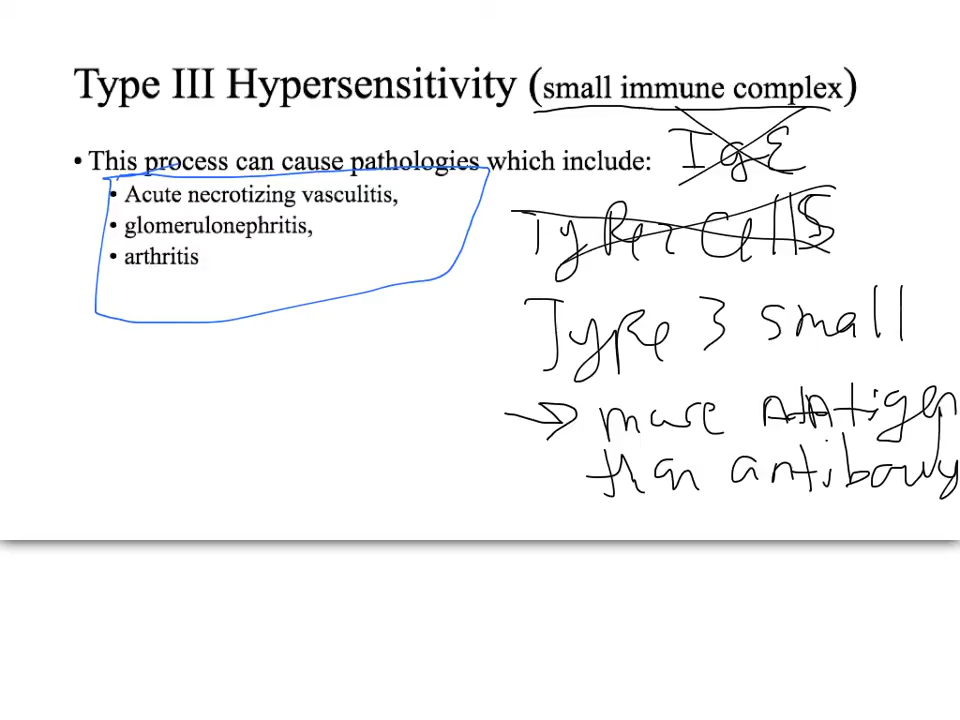 Type III Hypersensitivity (small immune complex)
• This process can cause pathologies which include:
IgE
• Acute necrotizing vasculitis,
• glomerulonephritis,
• arthritis
Type 2 Cells
Type 3 small
→ more Antigen
than antibody